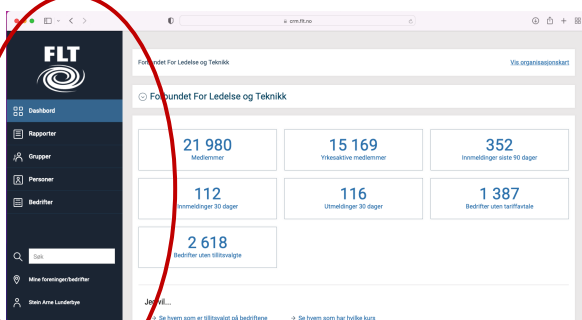 crm.flt.no
FLT
Dashbord
Rapporter
Grupper
Personer
Bedrifter
Søk
Mine foreninger/bedrifter
Stein Arne Lunderbye
Forbundet For Ledelse og Teknikk
Vis organisasjonskart
Forbundet For Ledelse og Teknikk
21 980
Medlemmer
15 169
Yrkesaktive medlemmer
352
Innmeldinger siste 90 dager
112
Innmeldinger 30 dager
116
Utmeldinger 30 dager
1 387
Bedrifter uten tariffavtale
2 618
Bedrifter uten tillitsvalgte
Jeg vil...
→ Se hvem som er tillitsvalgt på bedriftene
→ Se hvem som har hvilke kurs